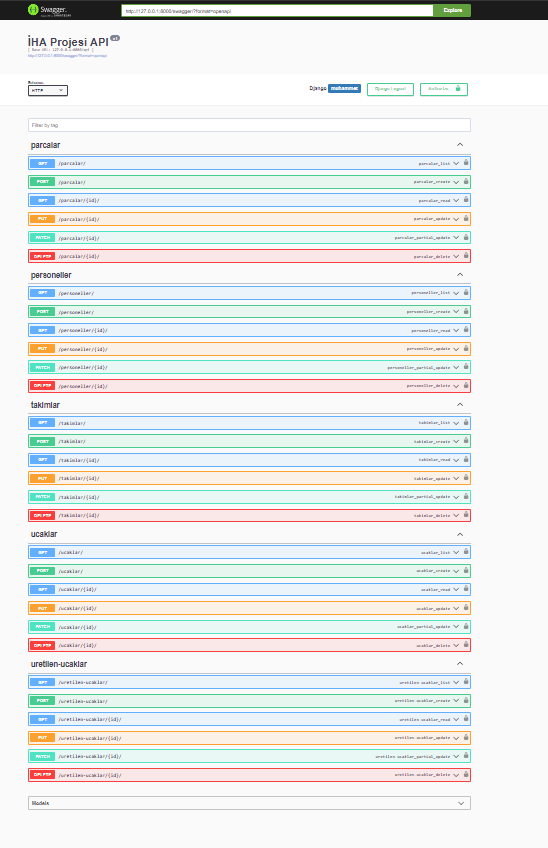 Swagger.
http://127.0.0.1:8000/swagger/?format=openapi
Explore
İHA Projesi API v1
[ Base URL: 127.0.0.1:8000/api ]
http://127.0.0.1:8000/swagger/?format=openapi
Schemes
HTTP
Django muhammet
Django Logout
Authorize
Filter by tag
parcalar
GET /parcalar/ parcalar_list
POST /parcalar/ parcalar_create
GET /parcalar/{id}/ parcalar_read
PUT /parcalar/{id}/ parcalar_update
PATCH /parcalar/{id}/ parcalar_partial_update
DELETE /parcalar/{id}/ parcalar_delete
personeller
GET /personeller/ personeller_list
POST /personeller/ personeller_create
GET /personeller/{id}/ personeller_read
PUT /personeller/{id}/ personeller_update
PATCH /personeller/{id}/ personeller_partial_update
DELETE /personeller/{id}/ personeller_delete
takimlar
GET /takimlar/ takimlar_list
POST /takimlar/ takimlar_create
GET /takimlar/{id}/ takimlar_read
PUT /takimlar/{id}/ takimlar_update
PATCH /takimlar/{id}/ takimlar_partial_update
DELETE /takimlar/{id}/ takimlar_delete
ucaklar
GET /ucaklar/ ucaklar_list
POST /ucaklar/ ucaklar_create
GET /ucaklar/{id}/ ucaklar_read
PUT /ucaklar/{id}/ ucaklar_update
PATCH /ucaklar/{id}/ ucaklar_partial_update
DELETE /ucaklar/{id}/ ucaklar_delete
uretilen-ucaklar
GET /uretilen-ucaklar/ uretilen-ucaklar_list
POST /uretilen-ucaklar/ uretilen-ucaklar_create
GET /uretilen-ucaklar/{id}/ uretilen-ucaklar_read
PUT /uretilen-ucaklar/{id}/ uretilen-ucaklar_update
PATCH /uretilen-ucaklar/{id}/ uretilen-ucaklar_partial_update
DELETE /uretilen-ucaklar/{id}/ uretilen-ucaklar_delete
Models